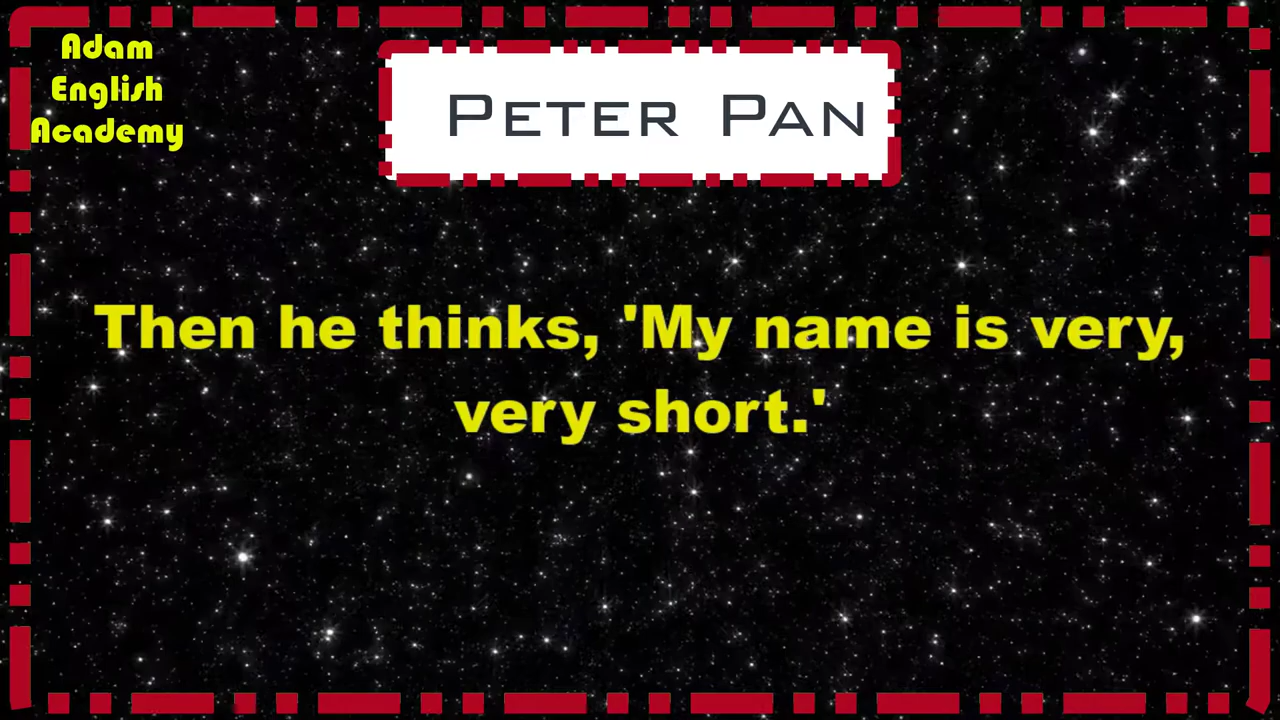 Adam
English
Academy
Peter Pan
Then he thinks, 'My name is very,
very short.'